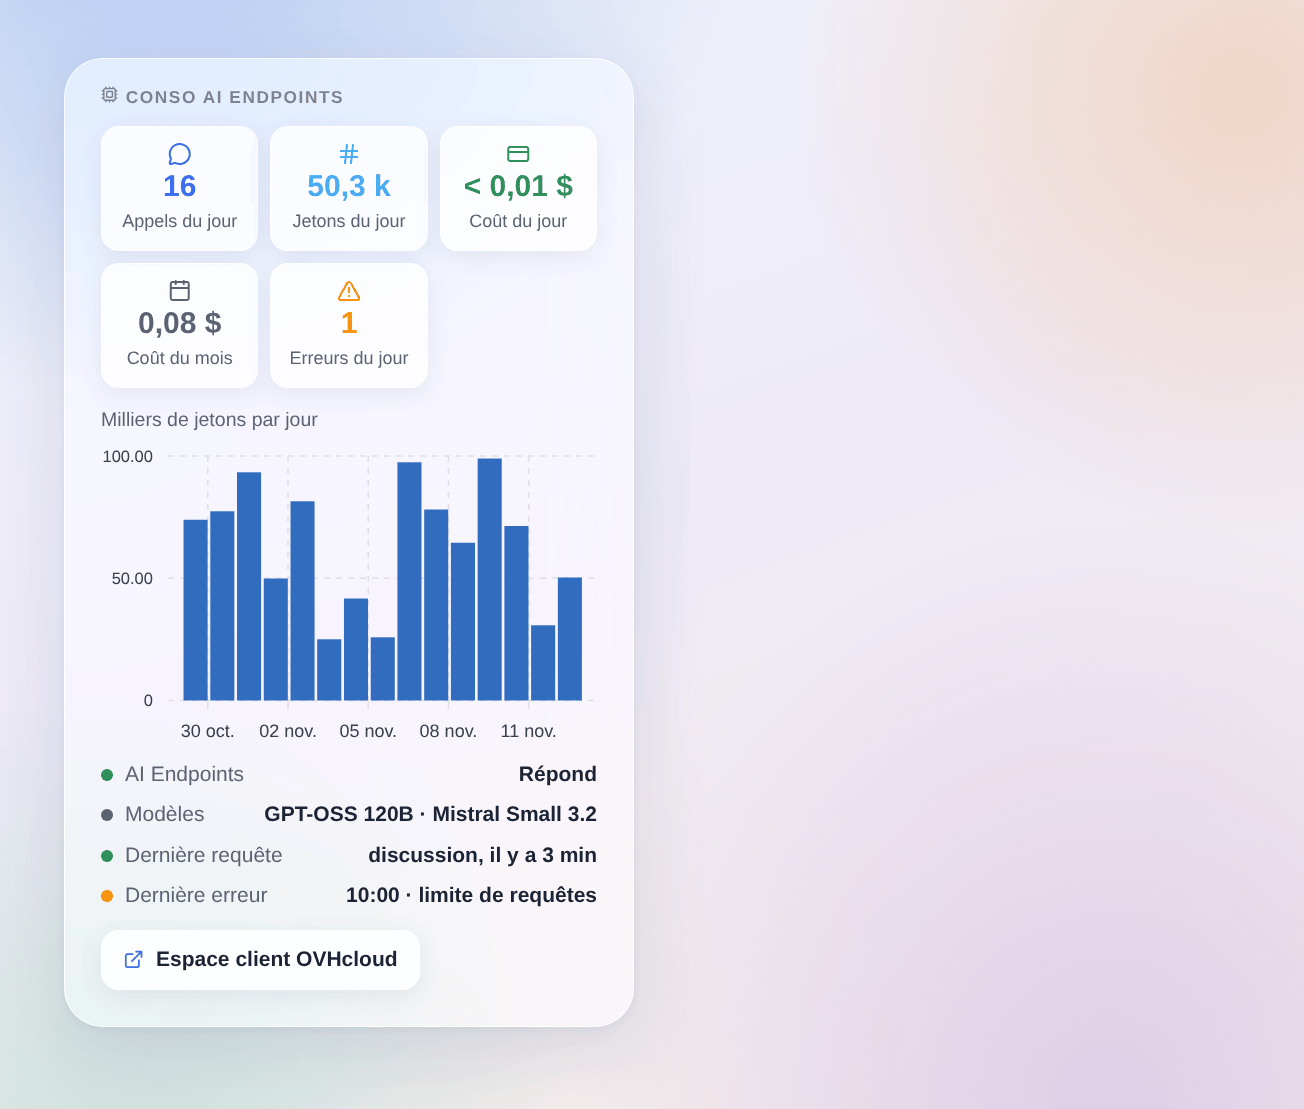 CONSO AI ENDPOINTS
16
Appels du jour
50,3 k
Jetons du jour
< 0,01 $
Coût du jour
0,08 $
Coût du mois
1
Erreurs du jour
Milliers de jetons par jour
100.00
50.00
0
30 oct. 02 nov. 05 nov. 08 nov. 11 nov.
AI Endpoints Répond
Modèles GPT-OSS 120B · Mistral Small 3.2
Dernière requête discussion, il y a 3 min
Dernière erreur 10:00 · limite de requêtes
Espace client OVHcloud